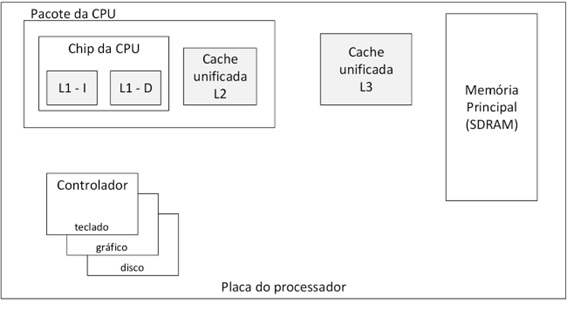 Pacote da CPU
Chip da CPU
L1 - I
L1 - D
Cache
unificada
L2
Cache
unificada
L3
Memória
Principal
(SDRAM)
Controlador
teclado
gráfico
disco
Placa do processador